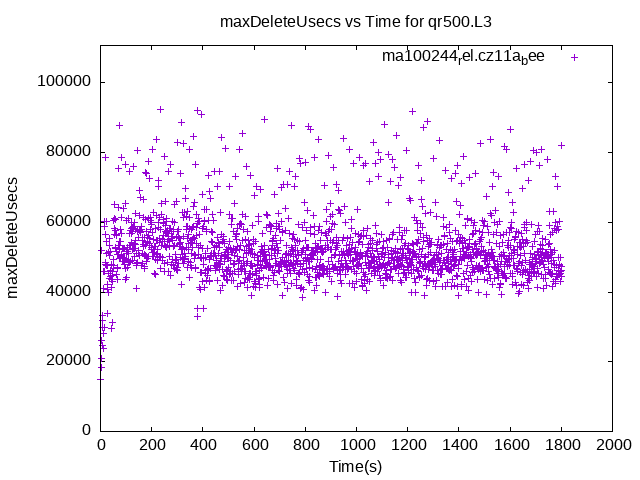 maxDeleteUsecs vs Time for qr500.L3
ma100244rel.cz11abee
maxDeleteUsecs
100000
80000
60000
40000
20000
0
0 200 400 600 800 1000 1200 1400 1600 1800 2000
Time(s)